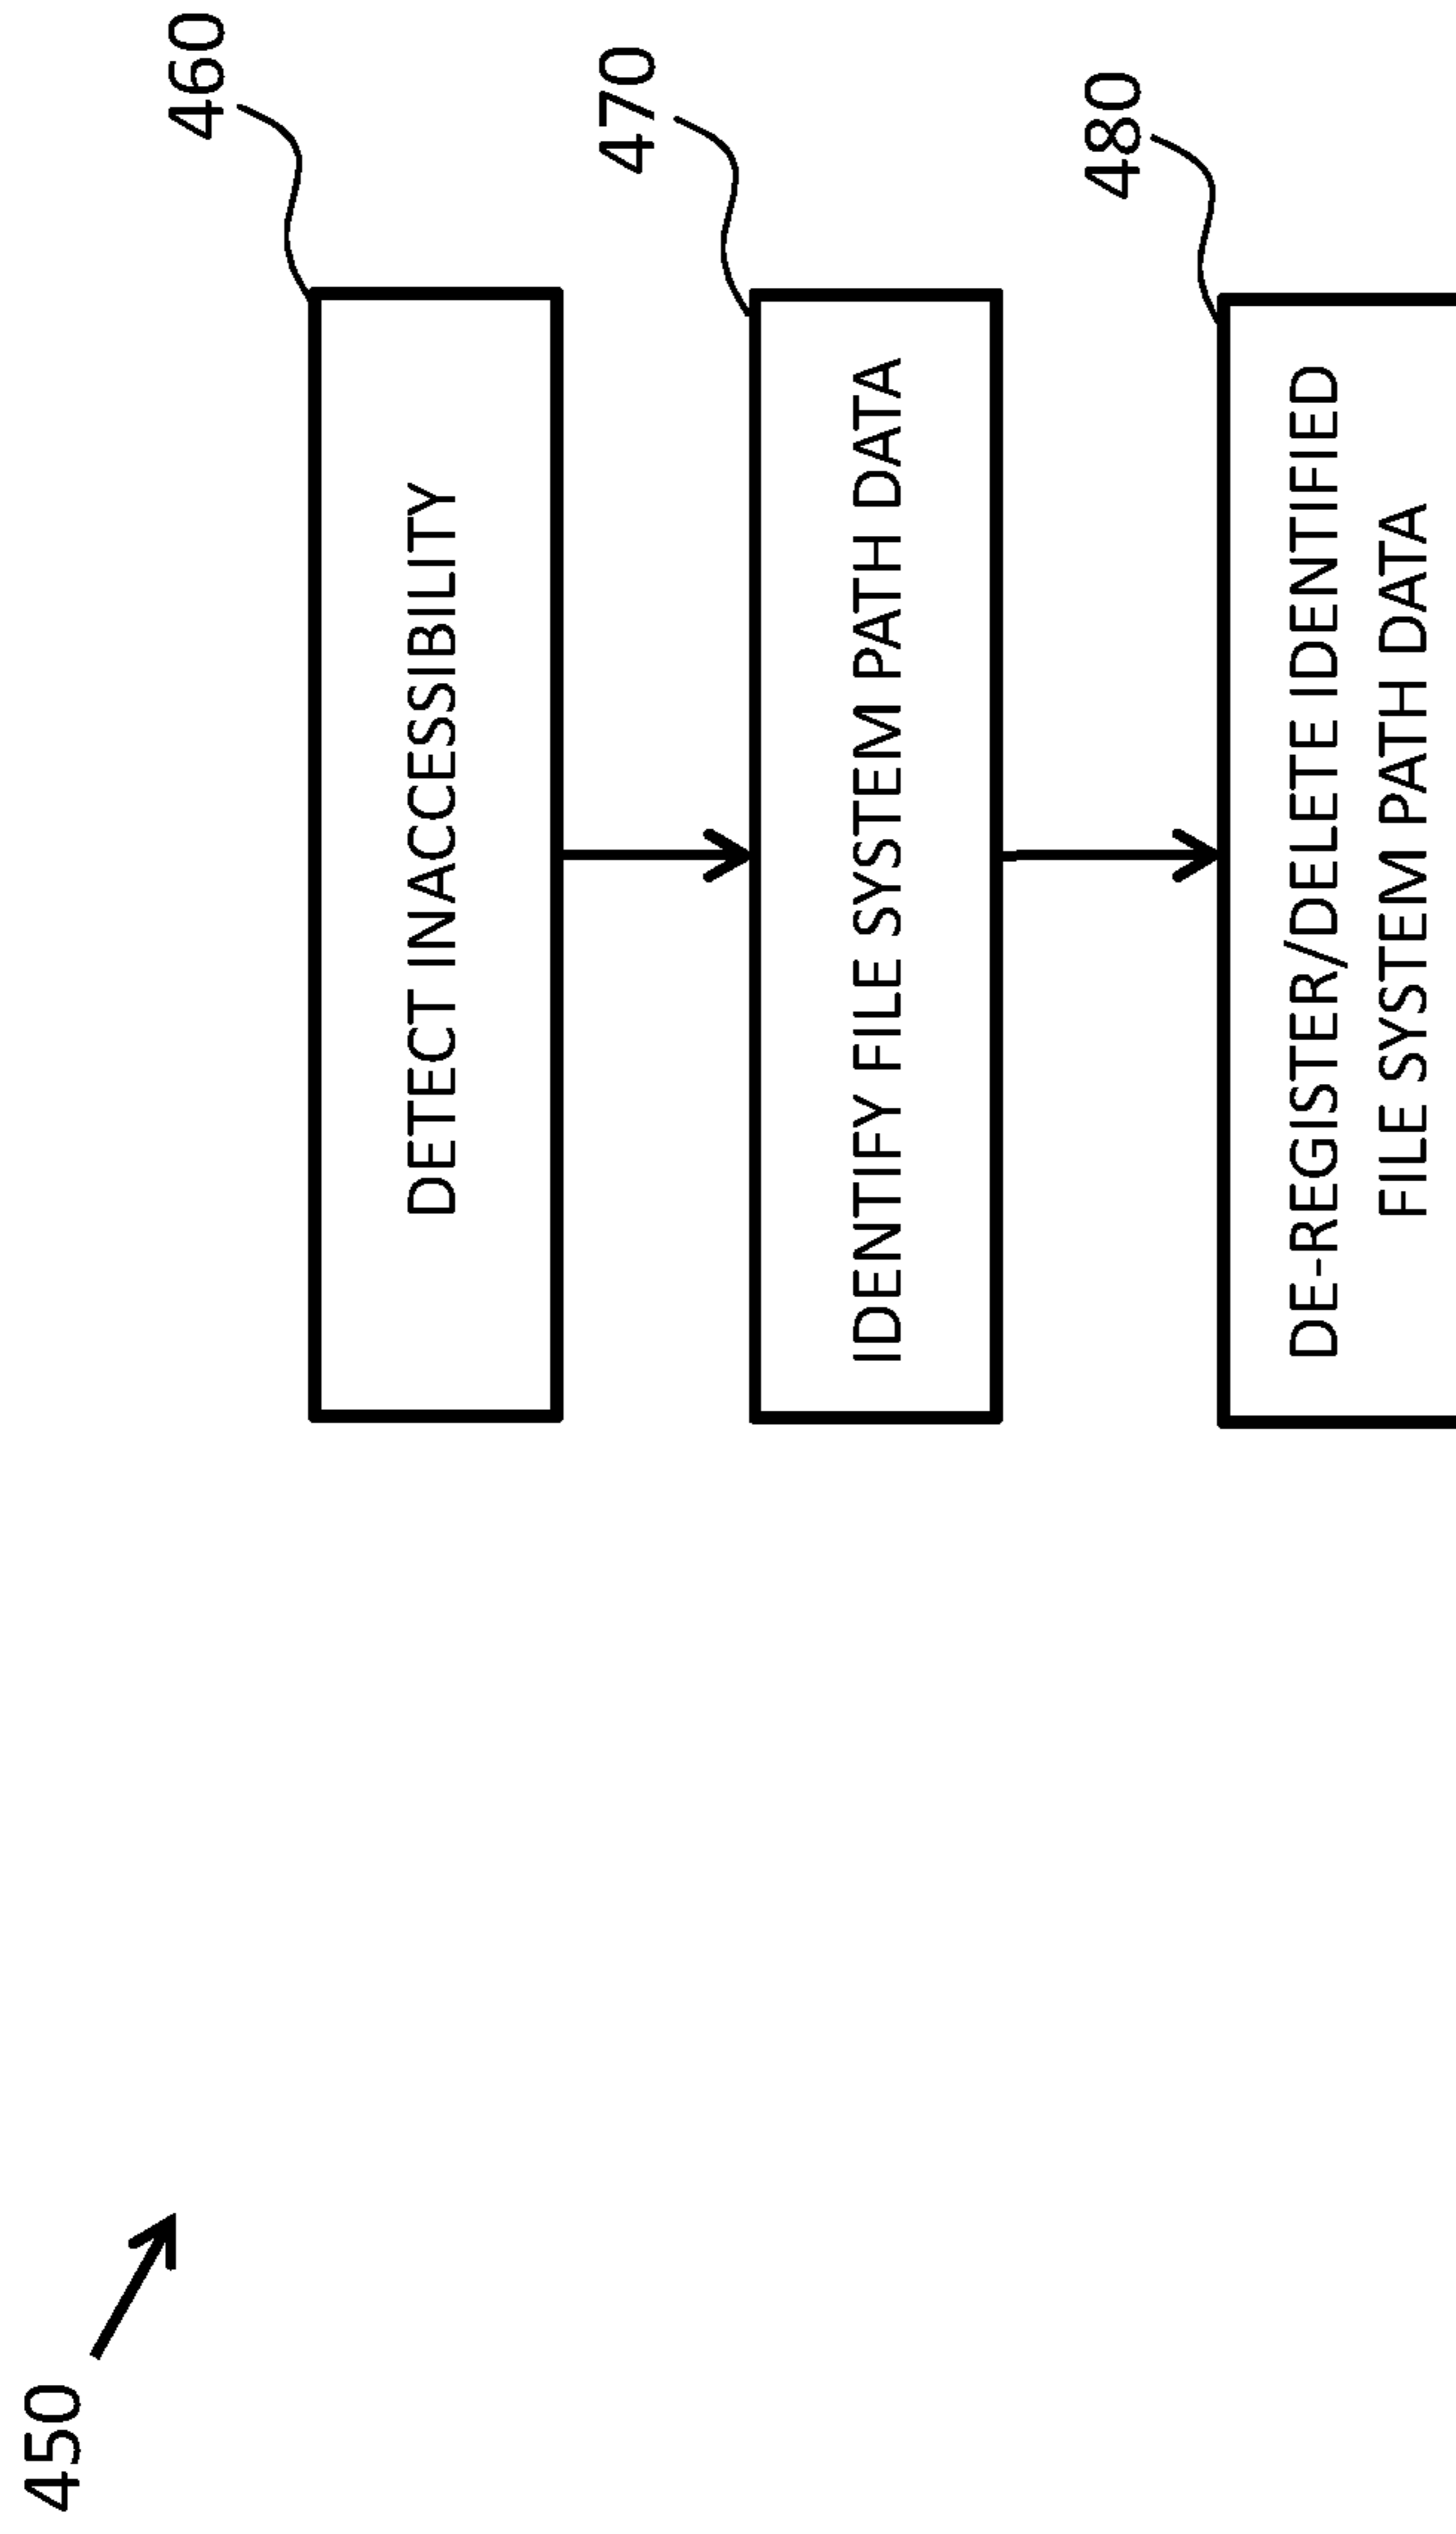 450
460
DETECT INACCESSIBILITY
470
IDENTIFY FILE SYSTEM PATH DATA
480
DE-REGISTER/DELETE IDENTIFIED
FILE SYSTEM PATH DATA